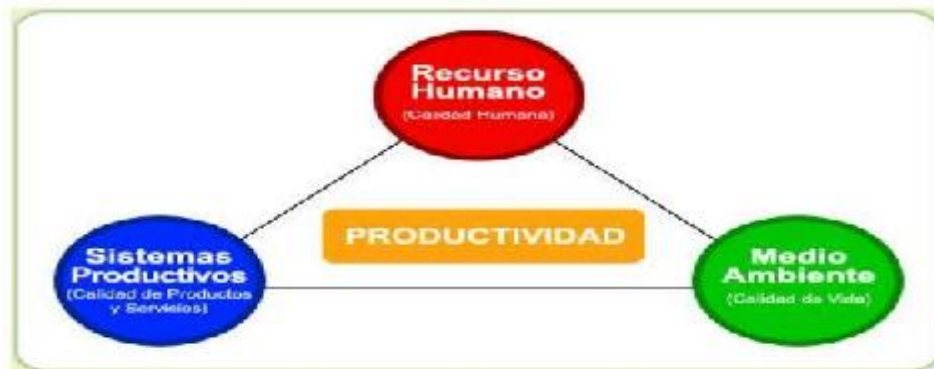 Recurso
Humano
(Calidad Humana)
PRODUCTIVIDAD
Sistemas
Productivos
(Calidad de Productos
y Servicios)
Medio
Ambiente
(Calidad de Vida)